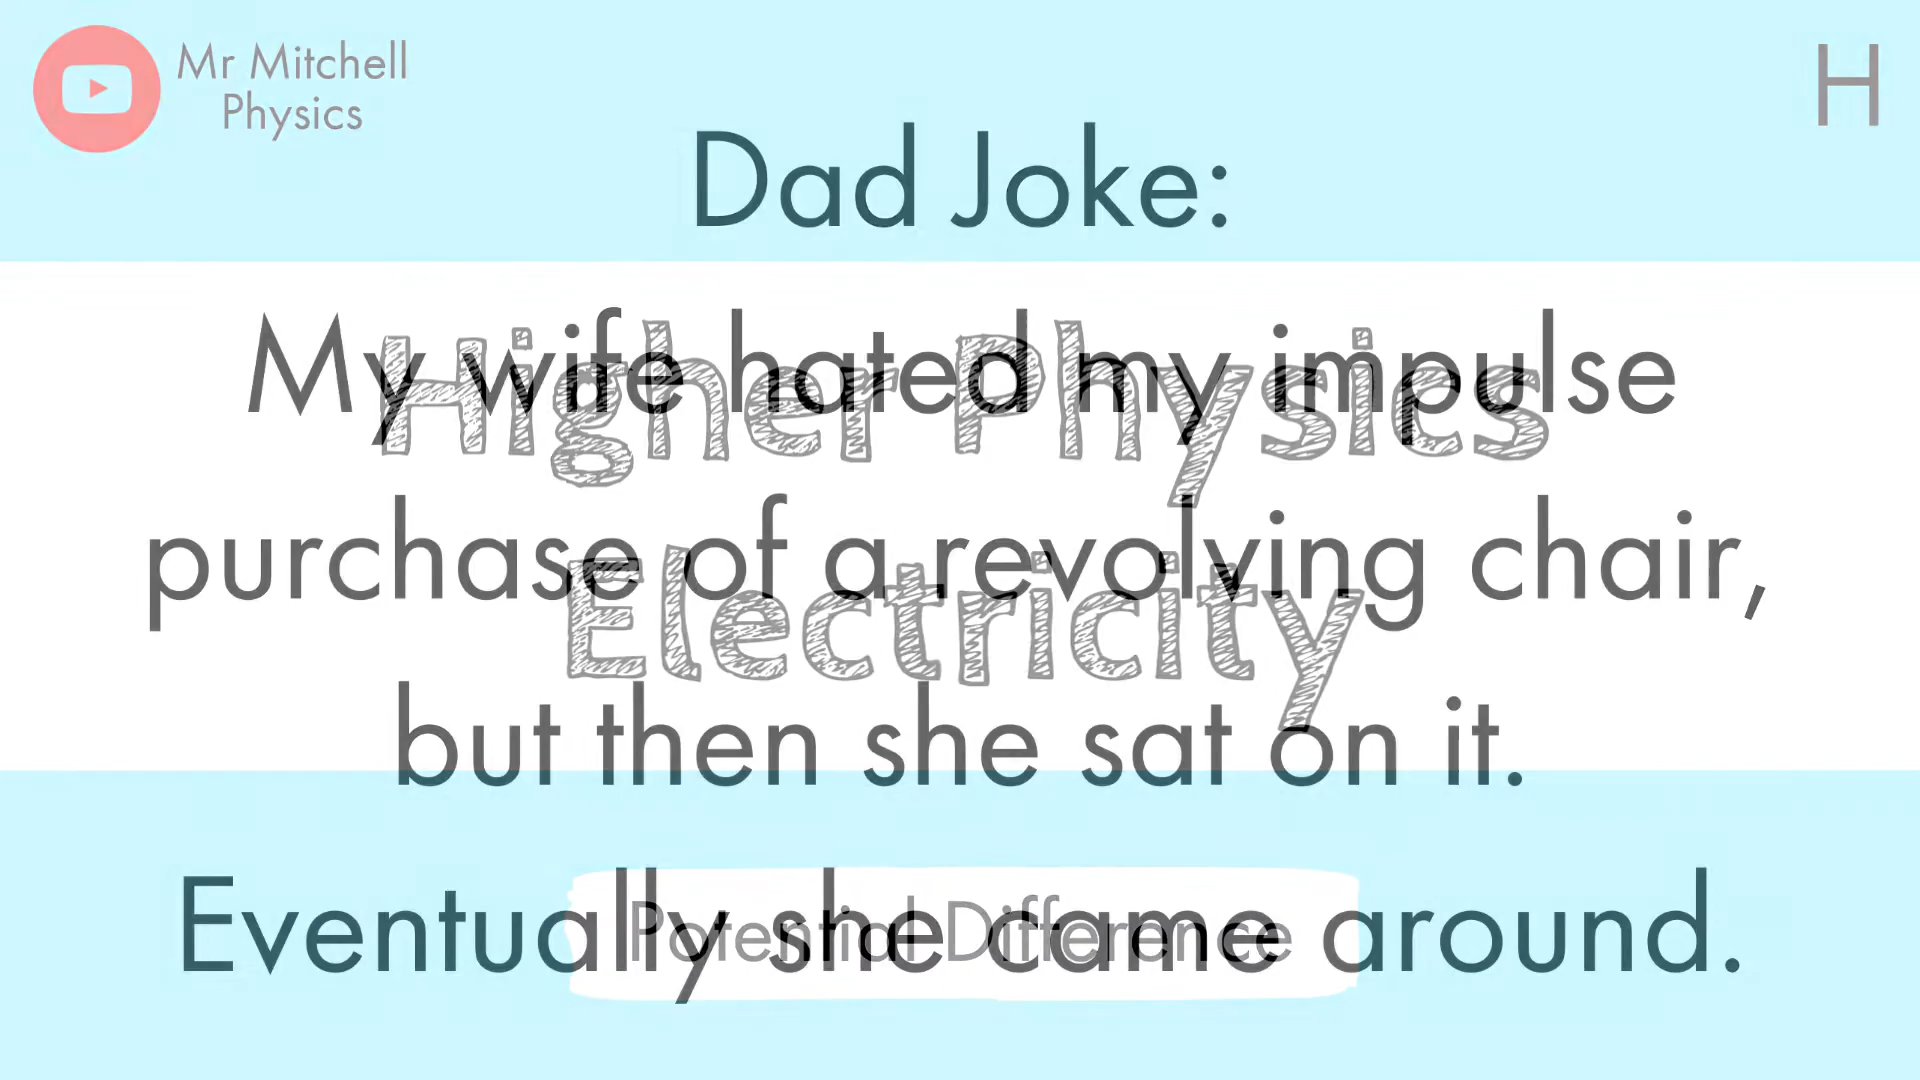 Mr Mitchell
Physics
H
Dad Joke:
My wife hated my impulse
purchase of a revolving chair,
but then she sat on it.
Eventually she came around.
Higher Physics
Electricity
Potential Difference